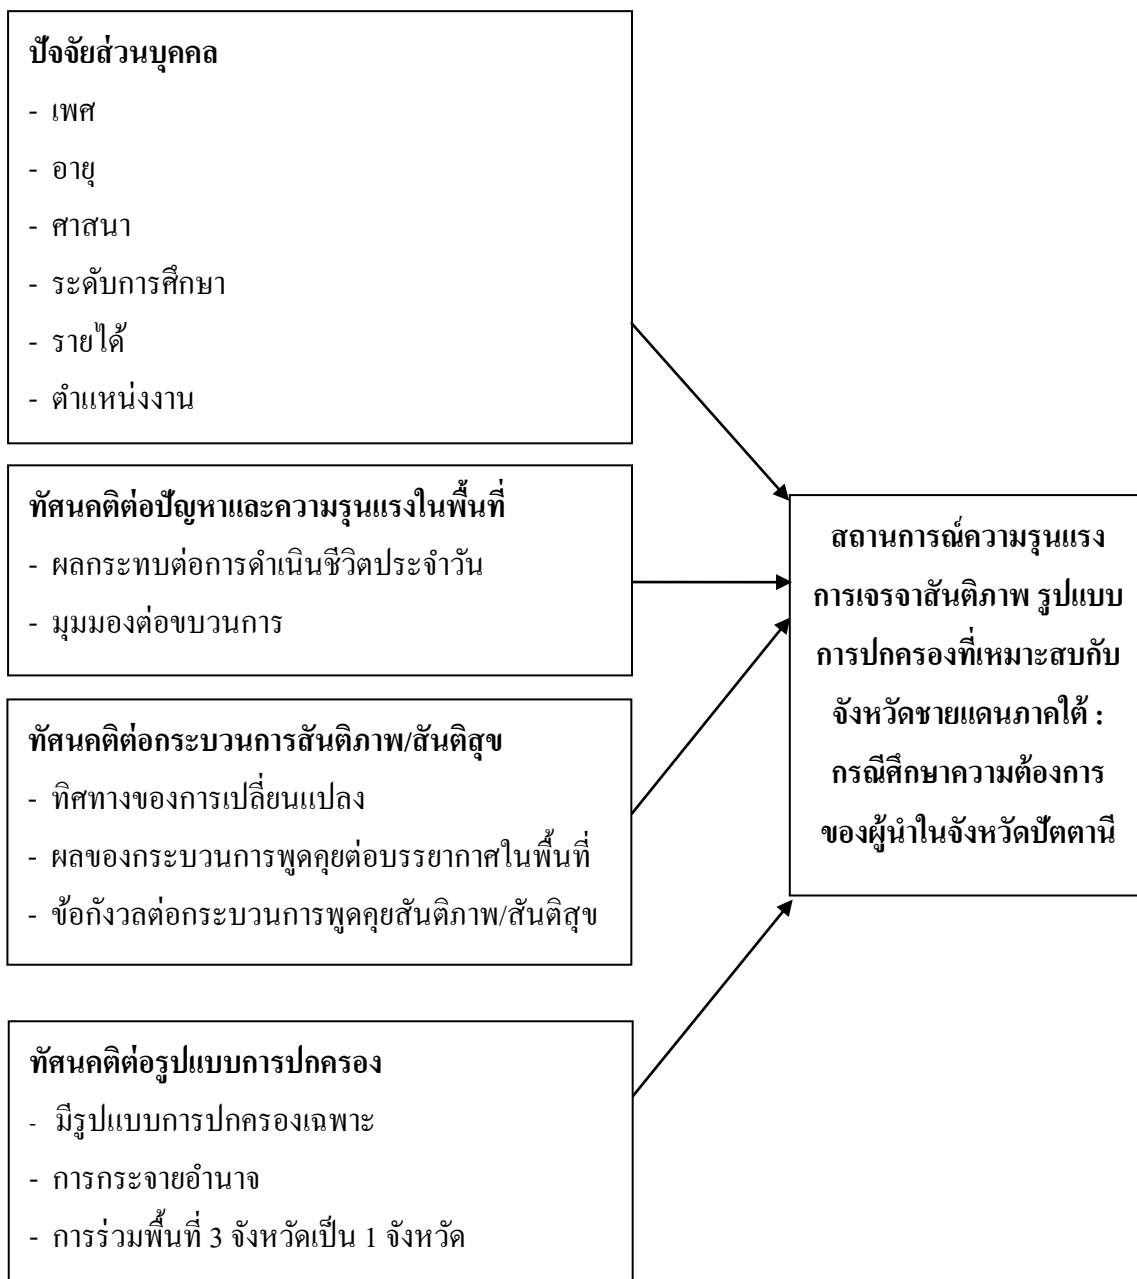 ปัจจัยส่วนบุคคล
- เพศ
- อายุ
- ศาสนา
- ระดับการศึกษา
- รายได้
- ตำแหน่งงาน
ทัศนคติต่อปัญหาและความรุนแรงในพื้นที่
- ผลกระทบต่อการดำเนินชีวิตประจำวัน
- มุมมองต่อขบวนการ
ทัศนคติต่อกระบวนการสันติภาพ/สันติสุข
- ทิศทางของการเปลี่ยนแปลง
- ผลของกระบวนการพูดคุยต่อบรรยากาศในพื้นที่
- ข้อกังวลต่อกระบวนการพูดคุยสันติภาพ/สันติสุข
ทัศนคติต่อรูปแบบการปกครอง
- มีรูปแบบการปกครองเฉพาะ
- การกระจายอำนาจ
- การร่วมพื้นที่ 3 จังหวัดเป็น 1 จังหวัด
สถานการณ์ความรุนแรง
การเจรจาสันติภาพ รูปแบบ
การปกครองที่เหมาะสบกับ
จังหวัดชายแดนภาคใต้ :
กรณีศึกษาความต้องการ
ของผู้นำในจังหวัดปัตตานี